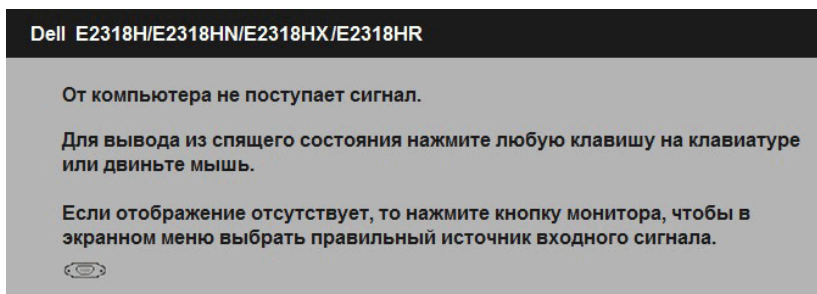 Dell E2318H/E2318HN/E2318HX/E2318HR
От компьютера не поступает сигнал.
Для вывода из спящего состояния нажмите любую клавишу на клавиатуре
или двиньте мышь.
Если отображение отсутствует, то нажмите кнопку монитора, чтобы в
экранном меню выбрать правильный источник входного сигнала.